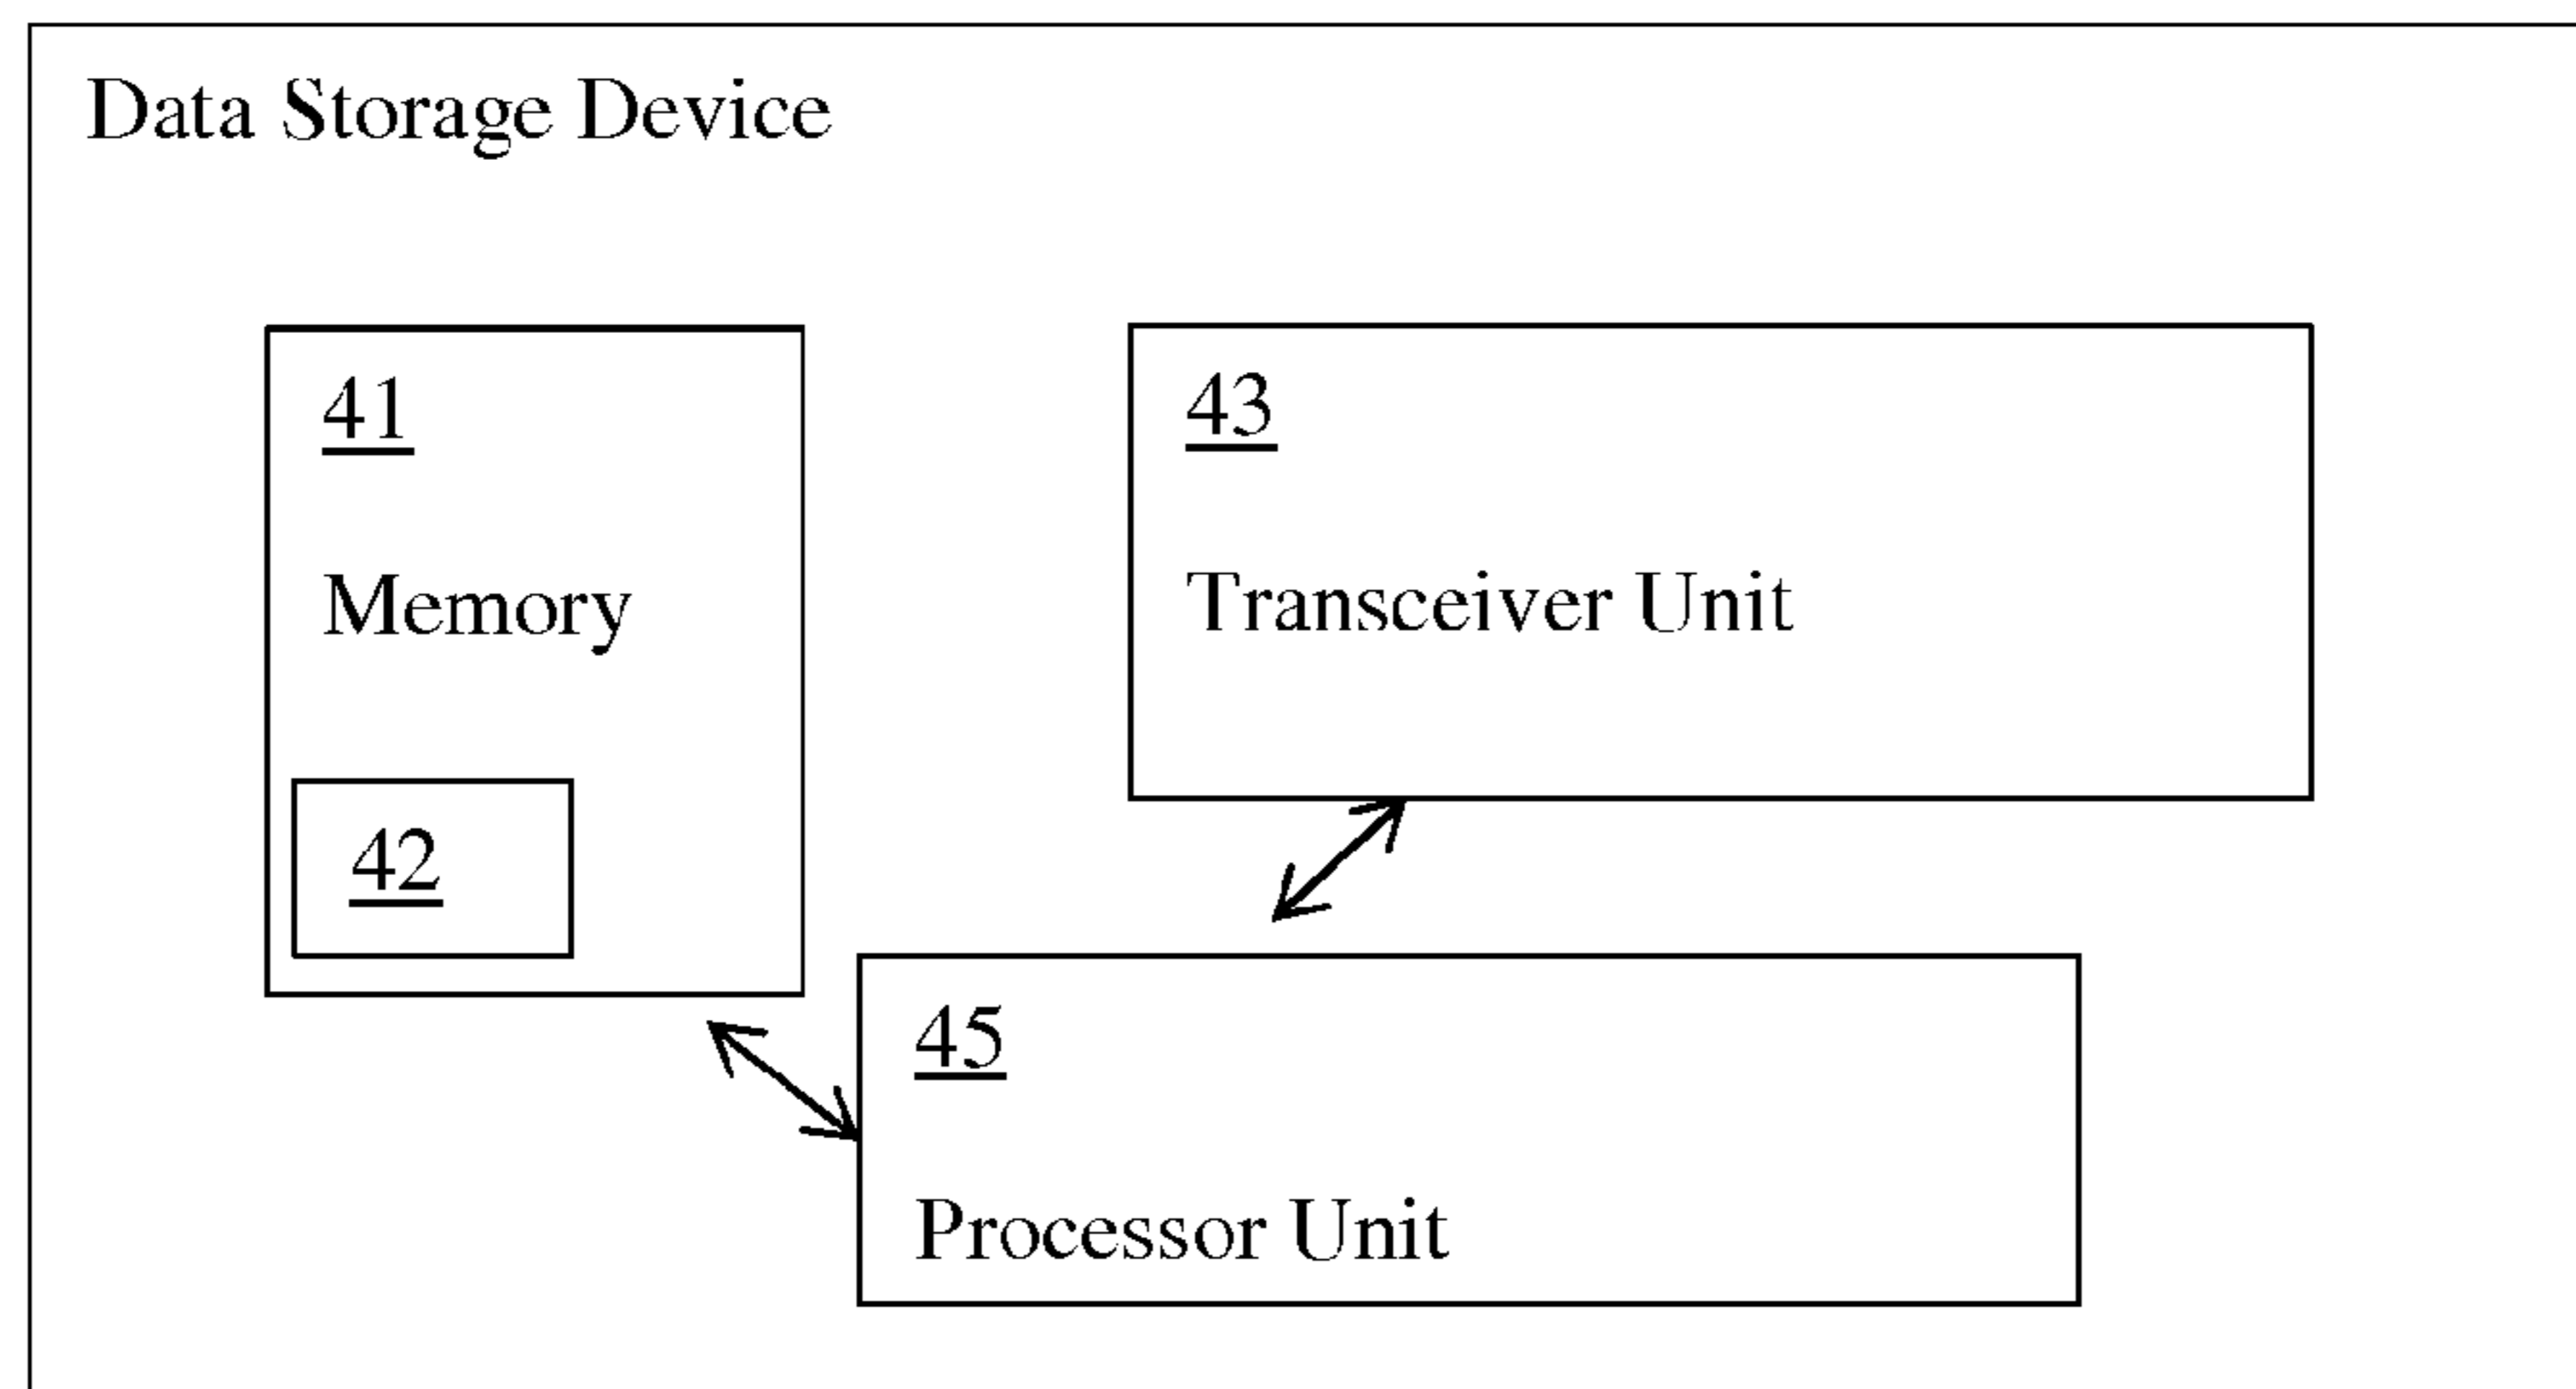 Data Storage Device
41
Memory
42
43
Transceiver Unit
45
Processor Unit